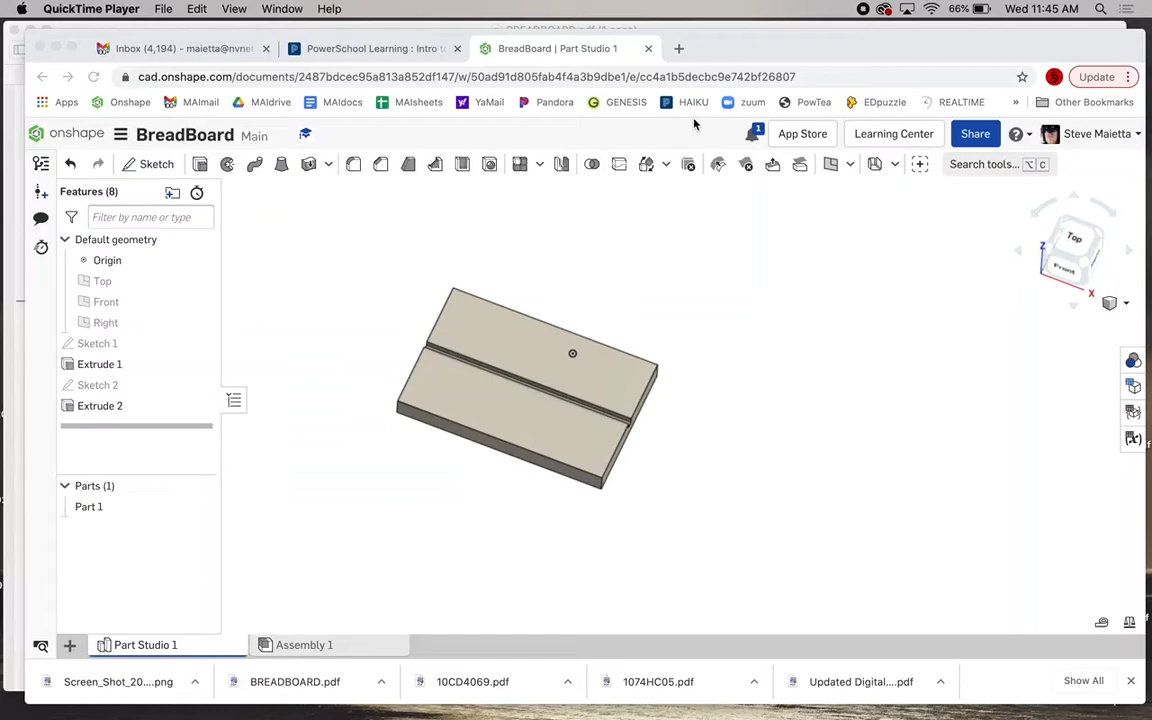 QuickTime Player File Edit View Window Help 66% Wed 11:45 AM
Inbox (4,194) - maietta@nvnet
PowerSchool Learning : Intro ta
BreadBoard | Part Studio 1
cad.onshape.com/documents/2487bdcec95a813a852df147/w/50ad91d805fab4f4a3b9dbe1/e/cc4a1b5decbc9e742bf26807
Update
Apps Onshape MAImail MAIdrive MAIdocs MAIsheets YaMail Pandora GENESIS HAIKU zuum PowTea EDpuzzle REALTIME » Other Bookmarks
onshape BreadBoard Main 1 App Store Learning Center Share Steve Maietta
Sketch Search tools... ⌥ C
Features (8)
Filter by name or type
Default geometry
Origin
Top
Front
Right
Sketch 1
Extrude 1
Sketch 2
Extrude 2
Parts (1)
Part 1
Top
Front
Z
X
Part Studio 1 Assembly 1
Screen_Shot_20....png BREADBOARD.pdf 10CD4069.pdf 1074HC05.pdf Updated Digital....pdf Show All